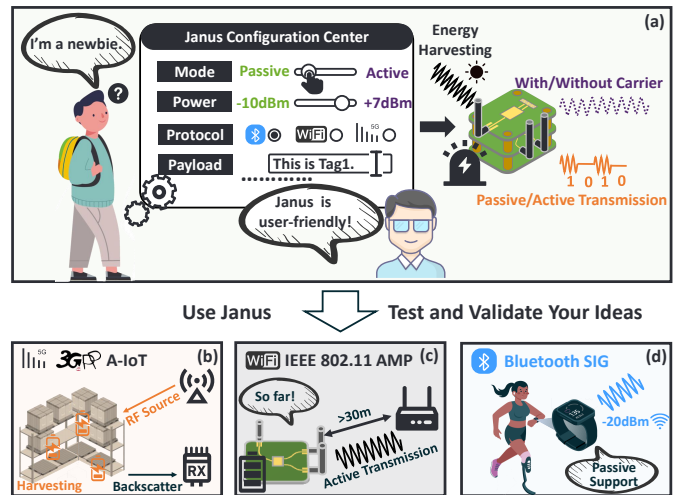 (a)
I'm a newbie.
?
Janus Configuration Center
Mode
Passive
Active
Power
-10dBm
+7dBm
Protocol
WiFi
5G
Payload
This is Tag1.
Janus is
user-friendly!
Energy
Harvesting
With/Without Carrier
1 0 1 0
Passive/Active Transmission
Use Janus
Test and Validate Your Ideas
(b)
5G
3GPP A-IoT
RF Source
Harvesting
Backscatter
RX
(c)
WiFi IEEE 802.11 AMP
So far!
>30m
Active Transmission
(d)
Bluetooth SIG
-20dBm
Passive
Support